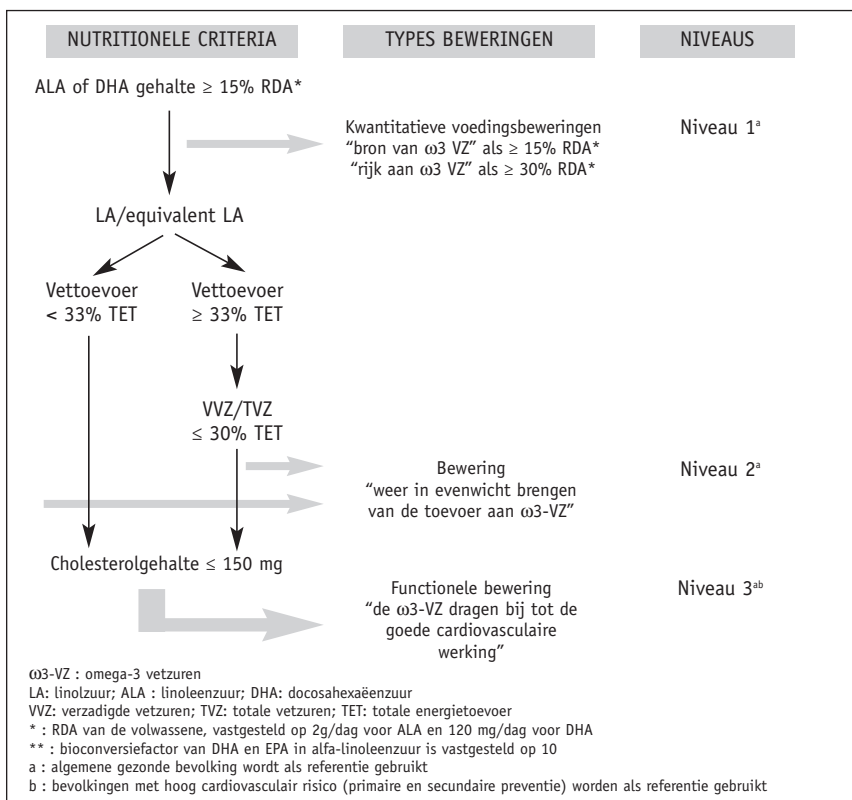 NUTRITIONELE CRITERIA
TYPES BEWERINGEN
NIVEAUS
ALA of DHA gehalte ≥ 15% RDA*
Kwantitatieve voedingsbeweringen
“bron van ω3 VZ” als ≥ 15% RDA*
“rijk aan ω3 VZ” als ≥ 30% RDA*
Niveau 1ᵃ
LA/equivalent LA
Vettoevoer
< 33% TET
Vettoevoer
≥ 33% TET
VVZ/TVZ
≤ 30% TET
Bewering
“weer in evenwicht brengen
van de toevoer aan ω3-VZ”
Niveau 2ᵃ
Cholesterolgehalte ≤ 150 mg
Functionele bewering
“de ω3-VZ dragen bij tot de
goede cardiovasculaire
werking”
Niveau 3ᵃᵇ
ω3-VZ : omega-3 vetzuren
LA: linolzuur; ALA : linoleenzuur; DHA: docosahexaëenzuur
VVZ: verzadigde vetzuren; TVZ: totale vetzuren; TET: totale energietoevoer
* : RDA van de volwassene, vastgesteld op 2g/dag voor ALA en 120 mg/dag voor DHA
** : bioconversiefactor van DHA en EPA in alfa-linoleenzuur is vastgesteld op 10
a : algemene gezonde bevolking wordt als referentie gebruikt
b : bevolkingen met hoog cardiovasculair risico (primaire en secundaire preventie) worden als referentie gebruikt